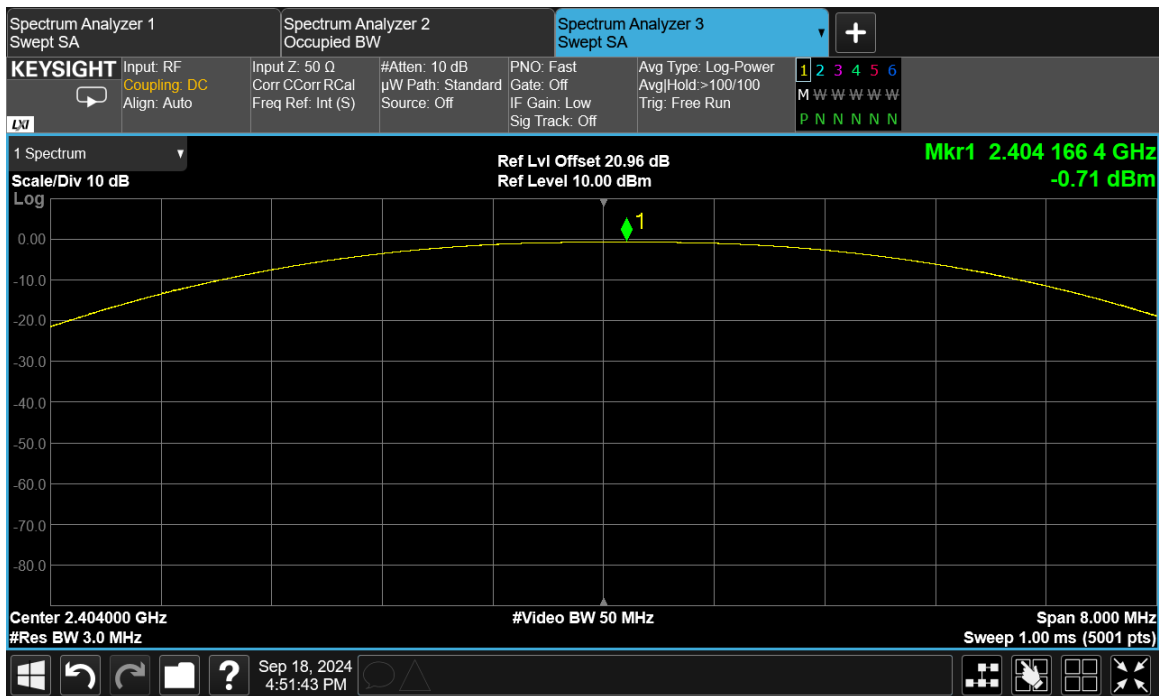 Spectrum Analyzer 1
Swept SA
Spectrum Analyzer 2
Occupied BW
Spectrum Analyzer 3
Swept SA
KEYSIGHT
LXI
Input: RF
Coupling: DC
Align: Auto
Input Z: 50 Ω
Corr CCorr RCal
Freq Ref: Int (S)
#Atten: 10 dB
µW Path: Standard
Source: Off
PNO: Fast
Gate: Off
IF Gain: Low
Sig Track: Off
Avg Type: Log-Power
Avg|Hold:>100/100
Trig: Free Run
1 2 3 4 5 6
M W W W W W
P N N N N N
1 Spectrum
Scale/Div 10 dB
Log
Ref Lvl Offset 20.96 dB
Ref Level 10.00 dBm
Mkr1 2.404 166 4 GHz
-0.71 dBm
1
0.00
-10.0
-20.0
-30.0
-40.0
-50.0
-60.0
-70.0
-80.0
Center 2.404000 GHz
#Res BW 3.0 MHz
#Video BW 50 MHz
Span 8.000 MHz
Sweep 1.00 ms (5001 pts)
?
Sep 18, 2024
4:51:43 PM